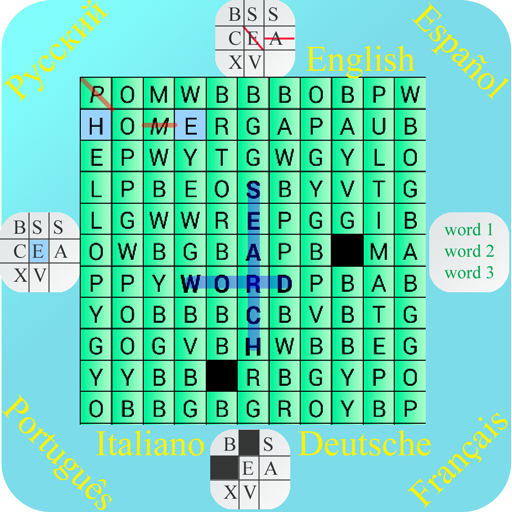 Русский
B S S
C E A
X V
English
Español
P O M W B B B O B P W
H O M E R G A P A U B
E P W Y T G W G Y L O
L P B E O S B Y V T G
L G W W R E P G G I B
O W B G B A P B M A
P P Y W O R D P B A B
Y O B B B C B V B T G
G O G V B H W B B E G
Y Y B B R B G Y P O
O B B G B G R O Y B P
B S S
C E A
X V
word 1
word 2
word 3
Português
Italiano
B S
E A
X V
Deutsche
Français